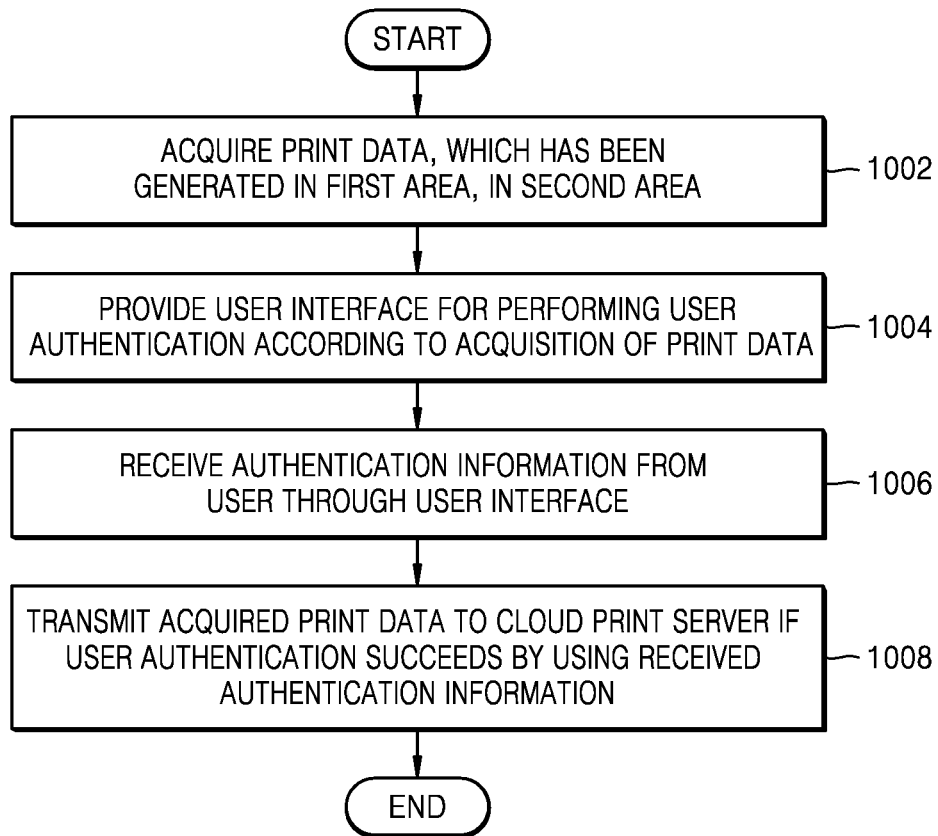 START
ACQUIRE PRINT DATA, WHICH HAS BEEN
GENERATED IN FIRST AREA, IN SECOND AREA
1002
PROVIDE USER INTERFACE FOR PERFORMING USER
AUTHENTICATION ACCORDING TO ACQUISITION OF PRINT DATA
1004
RECEIVE AUTHENTICATION INFORMATION FROM
USER THROUGH USER INTERFACE
1006
TRANSMIT ACQUIRED PRINT DATA TO CLOUD PRINT SERVER IF
USER AUTHENTICATION SUCCEEDS BY USING RECEIVED
AUTHENTICATION INFORMATION
1008
END